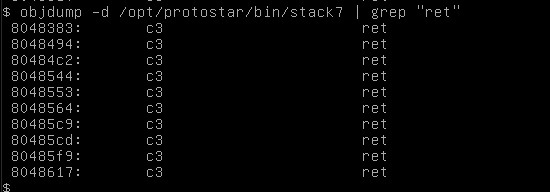 $ objdump -d /opt/protostar/bin/stack7 | grep "ret"
8048383: c3 ret
8048494: c3 ret
80484c2: c3 ret
8048544: c3 ret
8048553: c3 ret
8048564: c3 ret
80485c9: c3 ret
80485cd: c3 ret
80485f9: c3 ret
8048617: c3 ret
$